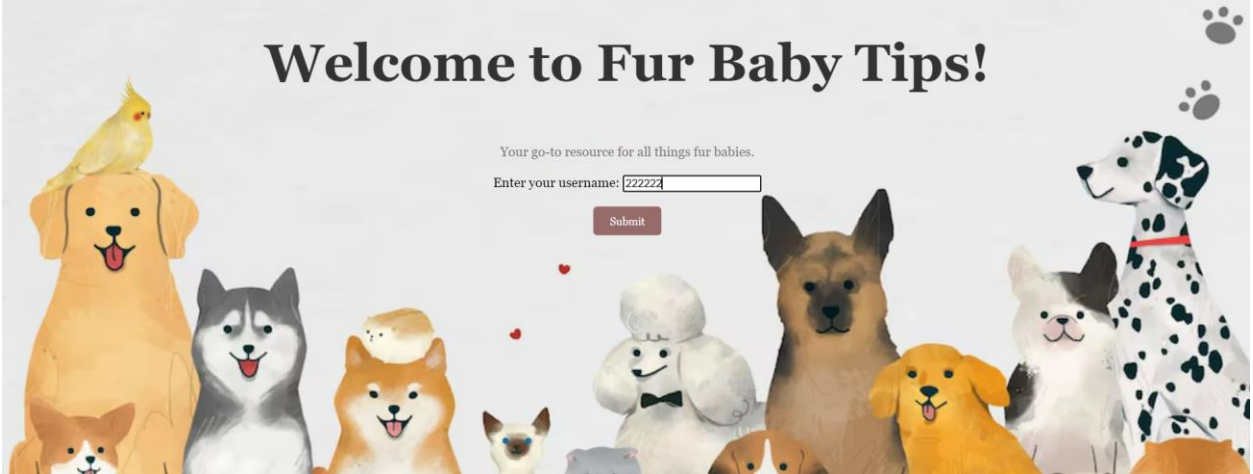 Welcome to Fur Baby Tips!
Your go-to resource for all things fur babies.
Enter your username: 222222
Submit